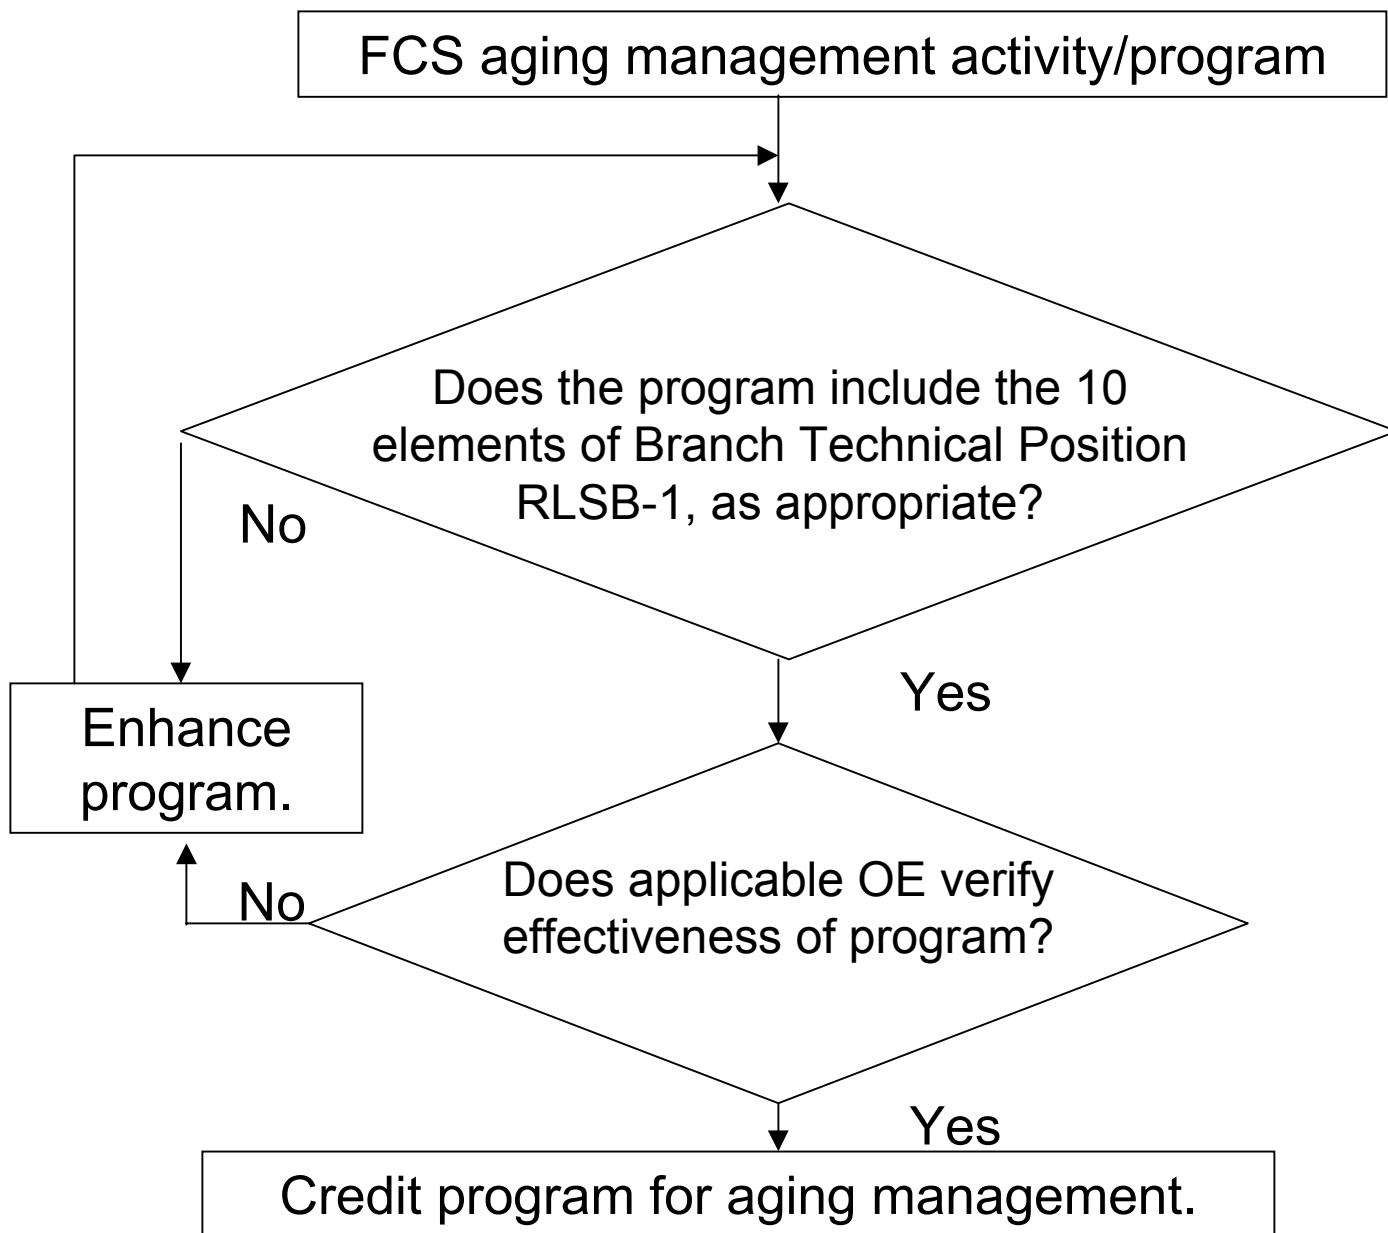 FCS aging management activity/program
Does the program include the 10
elements of Branch Technical Position
RLSB-1, as appropriate?
No
Yes
Enhance
program.
Does applicable OE verify
effectiveness of program?
No
Yes
Credit program for aging management.